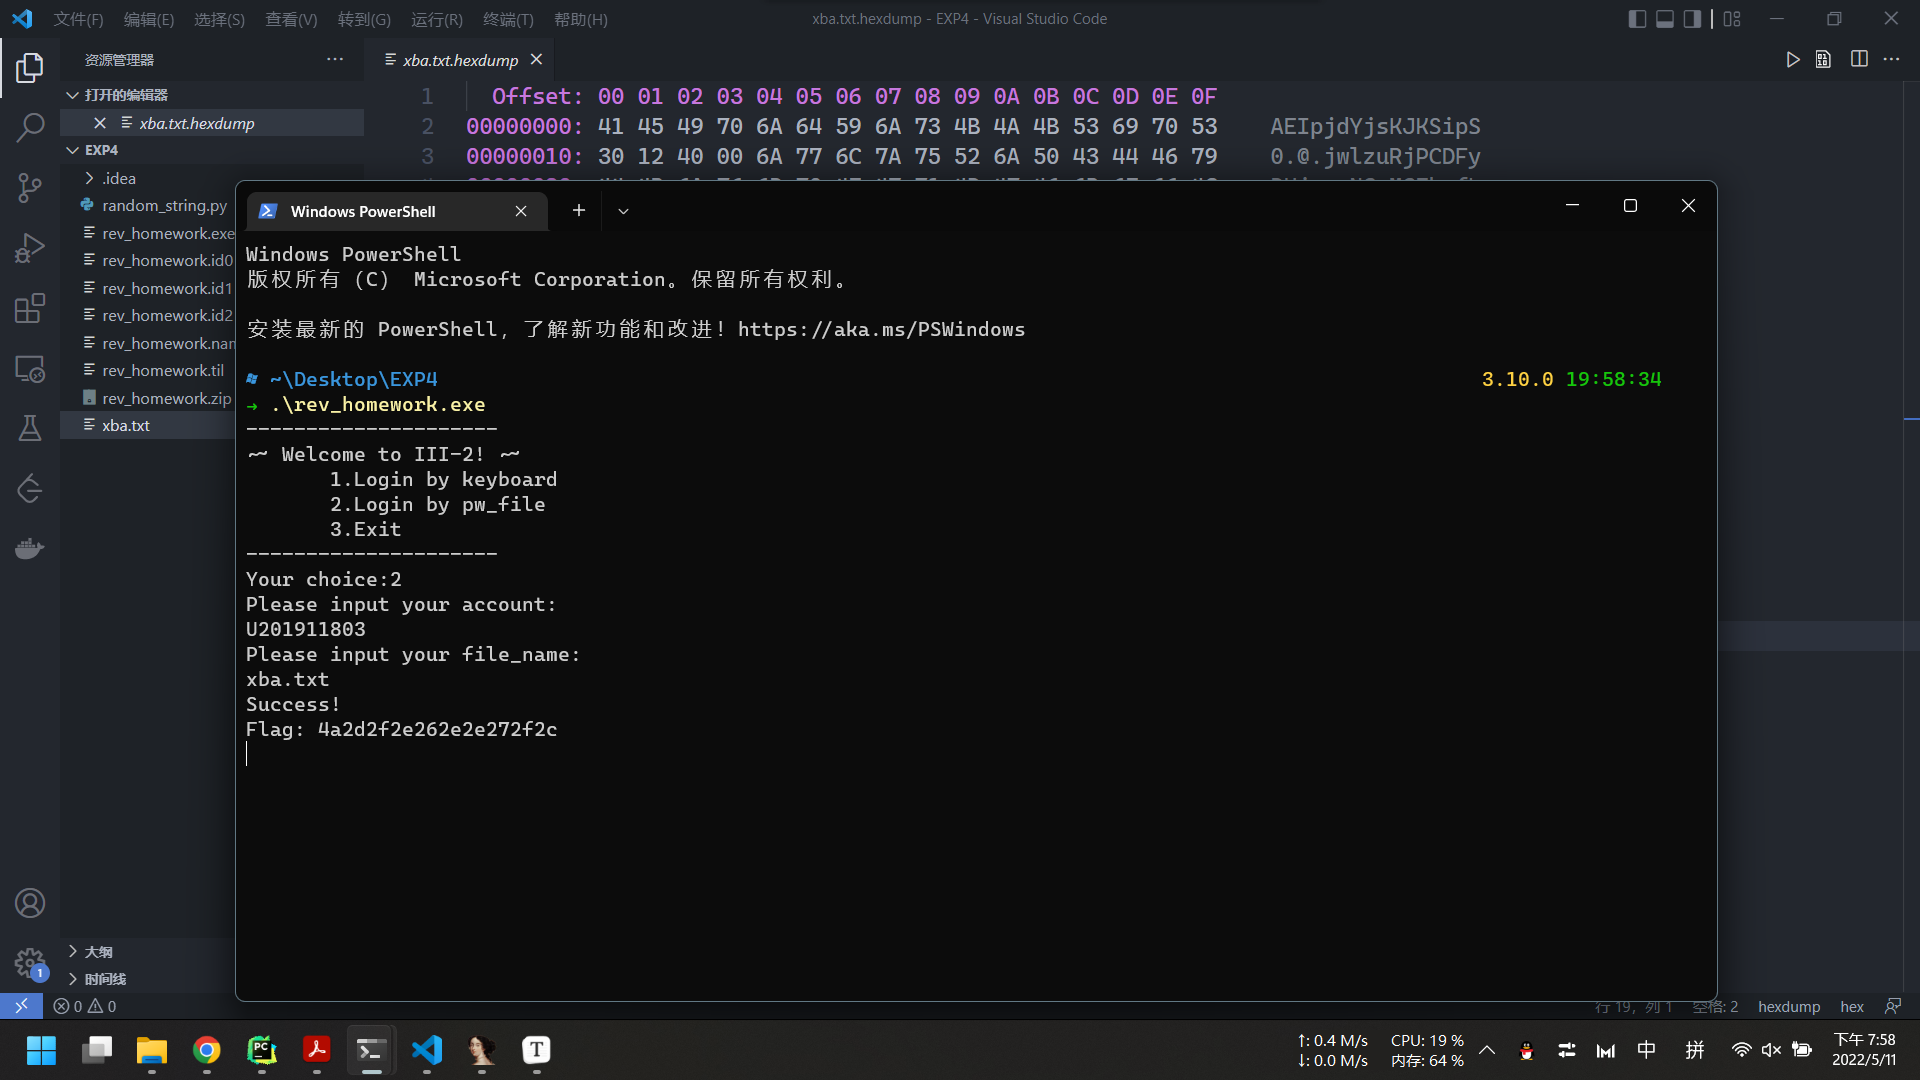 文件(F) 编辑(E) 选择(S) 查看(V) 转到(G) 运行(R) 终端(T) 帮助(H) xba.txt.hexdump - EXP4 - Visual Studio Code
资源管理器
xba.txt.hexdump
打开的编辑器
xba.txt.hexdump
EXP4
.idea
random_string.py
rev_homework.exe
rev_homework.id0
rev_homework.id1
rev_homework.id2
rev_homework.nam
rev_homework.til
rev_homework.zip
xba.txt
大纲
时间线
1 Offset: 00 01 02 03 04 05 06 07 08 09 0A 0B 0C 0D 0E 0F
2 00000000: 41 45 49 70 6A 64 59 6A 73 4B 4A 4B 53 69 70 53 AEIpjdYjsKJKSipS
3 00000010: 30 12 40 00 6A 77 6C 7A 75 52 6A 50 43 44 46 79 0.@.jwlzuRjPCDFy
Windows PowerShell
Windows PowerShell
版权所有 (C) Microsoft Corporation。保留所有权利。
安装最新的 PowerShell，了解新功能和改进！https://aka.ms/PSWindows
~\Desktop\EXP4 3.10.0 19:58:34
→ .\rev_homework.exe
---------------------
~~ Welcome to III-2! ~~
1.Login by keyboard
2.Login by pw_file
3.Exit
---------------------
Your choice:2
Please input your account:
U201911803
Please input your file_name:
xba.txt
Success!
Flag: 4a2d2f2e262e2e272f2c
1
0 0
行 19，列 1 空格: 2 hexdump hex
↑: 0.4 M/s CPU: 19 %
↓: 0.0 M/s 内存: 64 %
中 拼
下午 7:58
2022/5/11